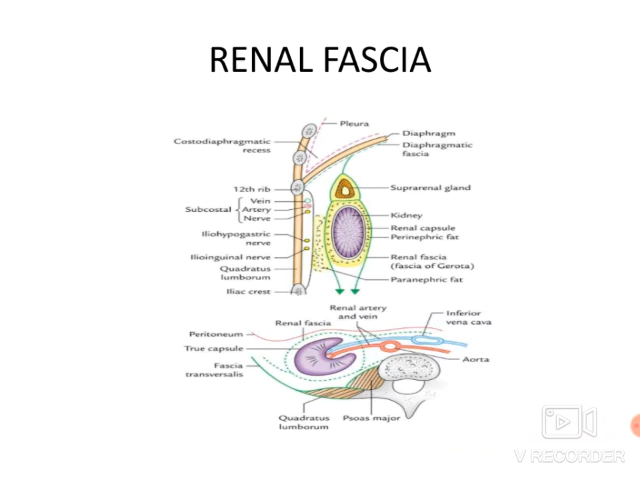 RENAL FASCIA
Pleura
Costodiaphragmatic
recess
Diaphragm
Diaphragmatic
fascia
12th rib
Suprarenal gland
Vein
Subcostal Artery
Nerve
Kidney
Renal capsule
Perinephric fat
Iliohypogastric
nerve
Ilioinguinal nerve
Renal fascia
(fascia of Gerota)
Quadratus
lumborum
Paranephric fat
Iliac crest
Renal artery
and vein
Inferior
vena cava
Renal fascia
Peritoneum
True capsule
Aorta
Fascia
transversalis
Quadratus
lumborum
Psoas major
V RECORDER